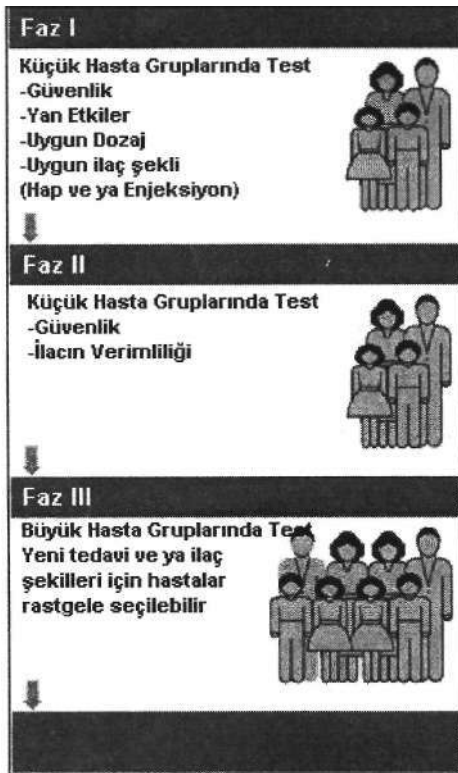 Faz I
Küçük Hasta Gruplarında Test
-Güvenlik
-Yan Etkiler
-Uygun Dozaj
-Uygun ilaç şekli
(Hap ve ya Enjeksiyon)
Faz II
Küçük Hasta Gruplarında Test
-Güvenlik
-İlacın Verimliliği
Faz III
Büyük Hasta Gruplarında Test
Yeni tedavi ve ya ilaç
şekilleri için hastalar
rastgele seçilebilir